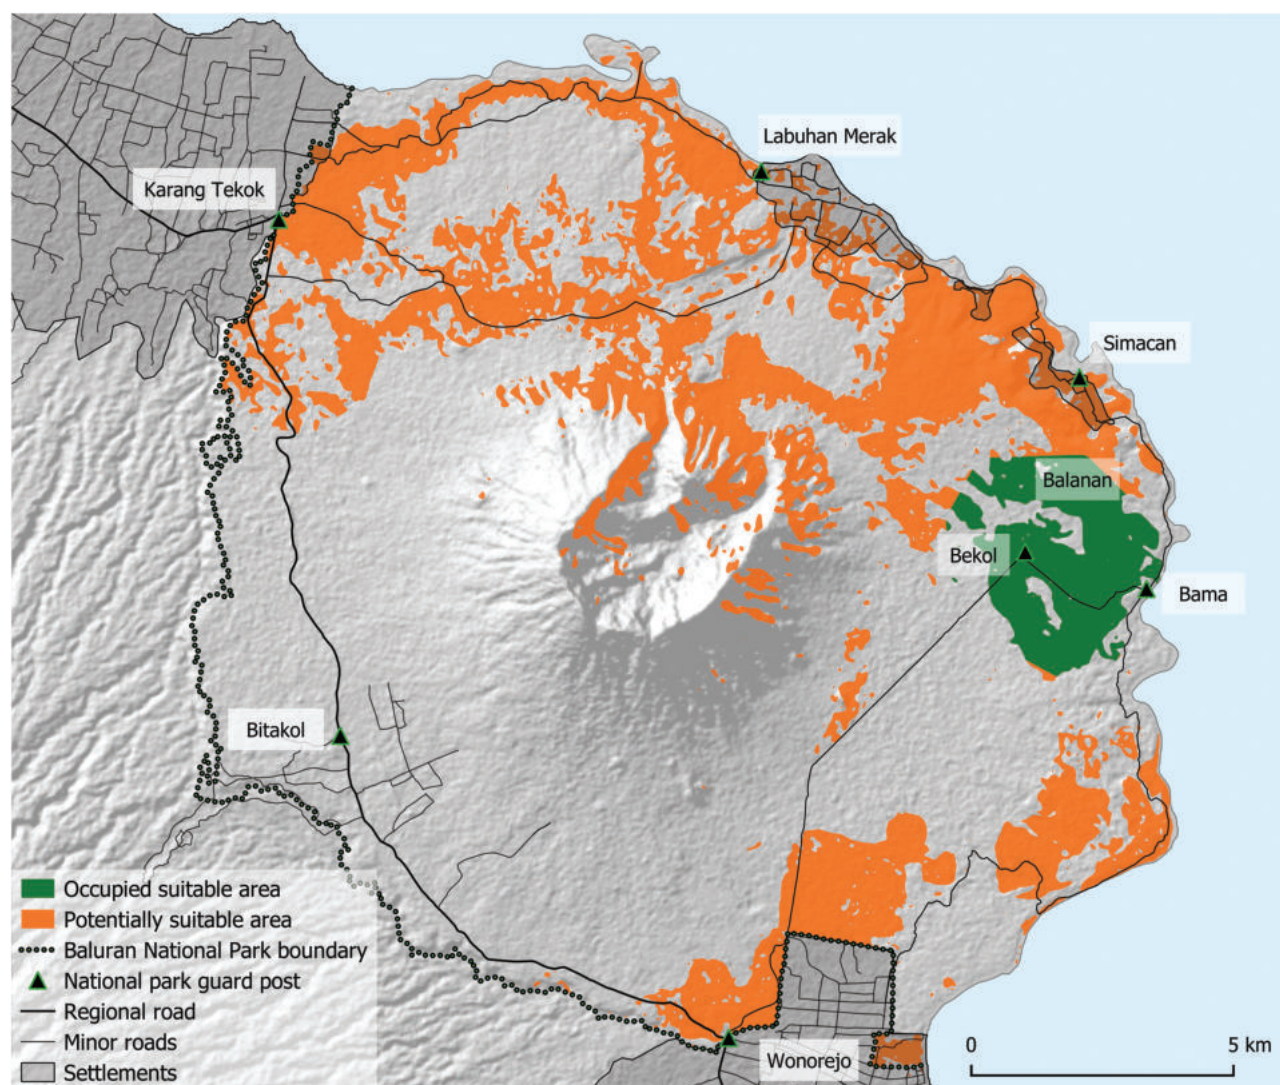 Labuhan Merak
Karang Tekok
Simacan
Balanan
Bekol
Bama
Bitakol
Occupied suitable area
Potentially suitable area
Baluran National Park boundary
National park guard post
Regional road
Minor roads
Settlements
Wonorejo
0 5 km